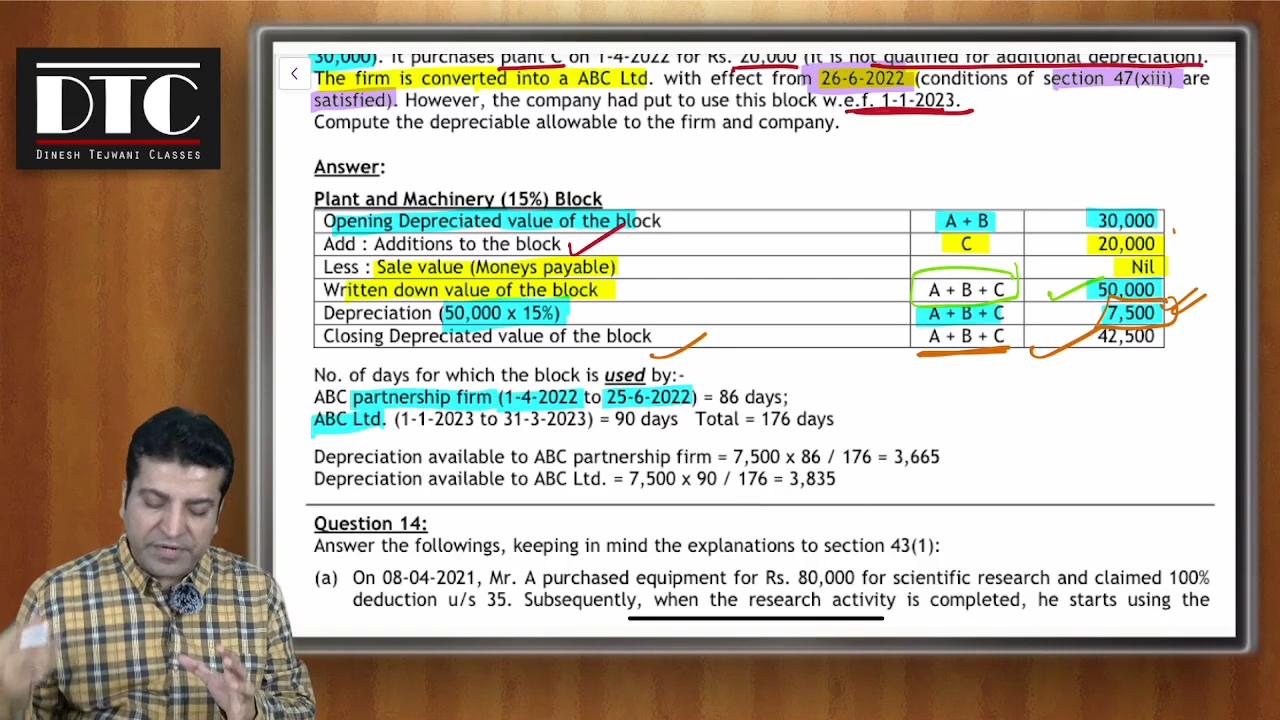 DTC
DINESH TEJWANI CLASSES
30,000). It purchases plant C on 1-4-2022 for Rs. 20,000 (it is not qualified for additional depreciation).
The firm is converted into a ABC Ltd. with effect from 26-6-2022 (conditions of section 47(xiii) are
satisfied). However, the company had put to use this block w.e.f. 1-1-2023.
Compute the depreciable allowable to the firm and company.
Answer:
Plant and Machinery (15%) Block
Opening Depreciated value of the block A + B 30,000
Add : Additions to the block C 20,000
Less : Sale value (Moneys payable) Nil
Written down value of the block A + B + C 50,000
Depreciation (50,000 x 15%) A + B + C 7,500
Closing Depreciated value of the block A + B + C 42,500
No. of days for which the block is used by:-
ABC partnership firm (1-4-2022 to 25-6-2022) = 86 days;
ABC Ltd. (1-1-2023 to 31-3-2023) = 90 days Total = 176 days
Depreciation available to ABC partnership firm = 7,500 x 86 / 176 = 3,665
Depreciation available to ABC Ltd. = 7,500 x 90 / 176 = 3,835
Question 14:
Answer the followings, keeping in mind the explanations to section 43(1):
(a) On 08-04-2021, Mr. A purchased equipment for Rs. 80,000 for scientific research and claimed 100%
deduction u/s 35. Subsequently, when the research activity is completed, he starts using the